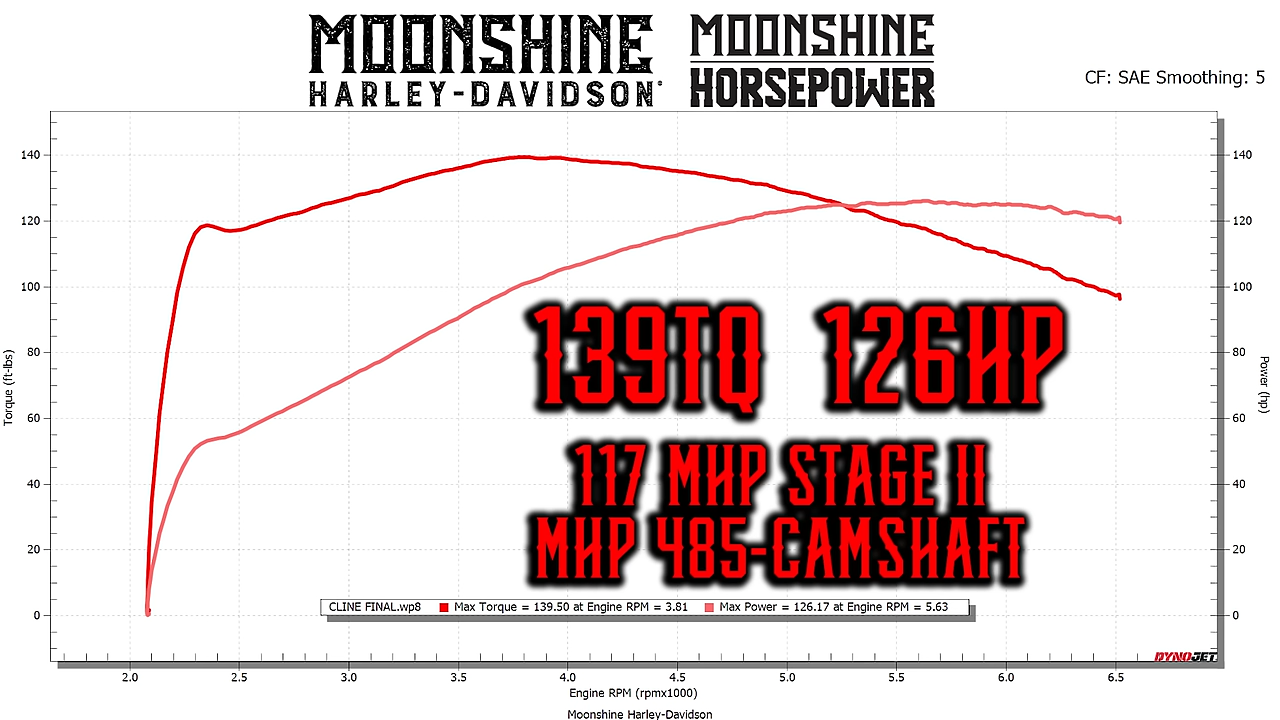 MOONSHINE
HARLEY-DAVIDSON®
MOONSHINE
HORSEPOWER
CF: SAE Smoothing: 5
Torque (ft-lbs)
140
120
100
80
60
40
20
0
139TQ 126HP
117 MHP STAGE II
MHP 485-CAMSHAFT
CLINE FINAL.wp8 Max Torque = 139.50 at Engine RPM = 3.81 Max Power = 126.17 at Engine RPM = 5.63
140
120
100
80
60
40
20
0
Power (hp)
DYNOJET
2.0 2.5 3.0 3.5 4.0 4.5 5.0 5.5 6.0 6.5
Engine RPM (rpmx1000)
Moonshine Harley-Davidson